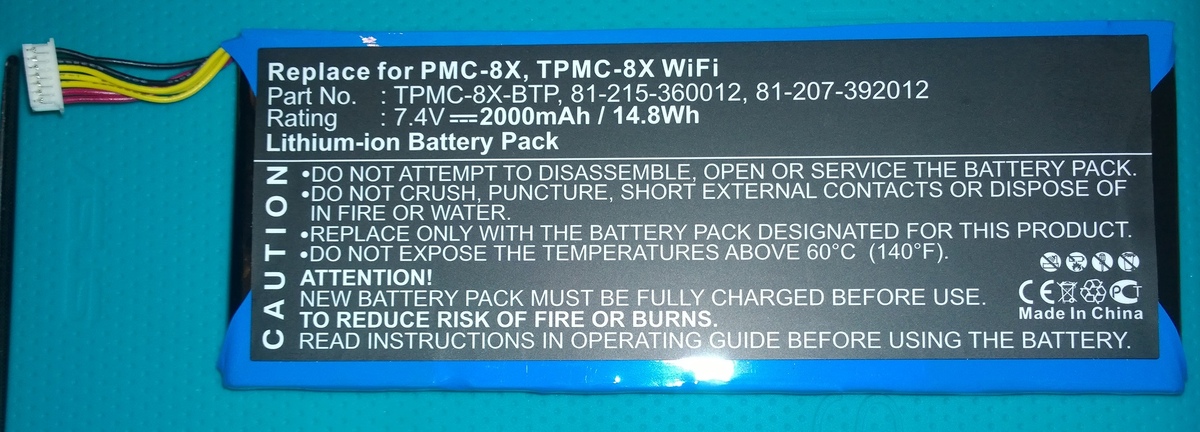 Replace for PMC-8X, TPMC-8X WiFi
Part No. : TPMC-8X-BTP, 81-215-360012, 81-207-392012
Rating : 7.4V⎓2000mAh / 14.8Wh
Lithium-ion Battery Pack
CAUTION
•DO NOT ATTEMPT TO DISASSEMBLE, OPEN OR SERVICE THE BATTERY PACK.
•DO NOT CRUSH, PUNCTURE, SHORT EXTERNAL CONTACTS OR DISPOSE OF
IN FIRE OR WATER.
•REPLACE ONLY WITH THE BATTERY PACK DESIGNATED FOR THIS PRODUCT.
•DO NOT EXPOSE THE TEMPERATURES ABOVE 60°C (140°F).
ATTENTION!
NEW BATTERY PACK MUST BE FULLY CHARGED BEFORE USE.
TO REDUCE RISK OF FIRE OR BURNS.
READ INSTRUCTIONS IN OPERATING GUIDE BEFORE USING THE BATTERY.
CE
Made In China